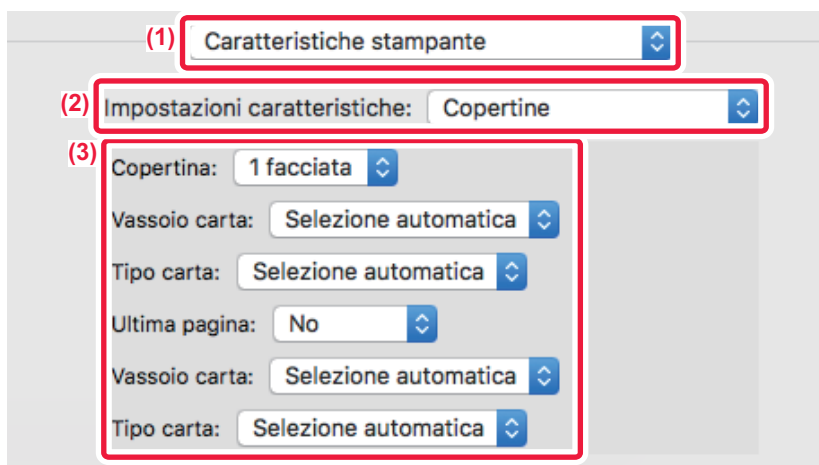 (1) Caratteristiche stampante
(2) Impostazioni caratteristiche: Copertine
(3)
Copertina: 1 facciata
Vassoio carta: Selezione automatica
Tipo carta: Selezione automatica
Ultima pagina: No
Vassoio carta: Selezione automatica
Tipo carta: Selezione automatica